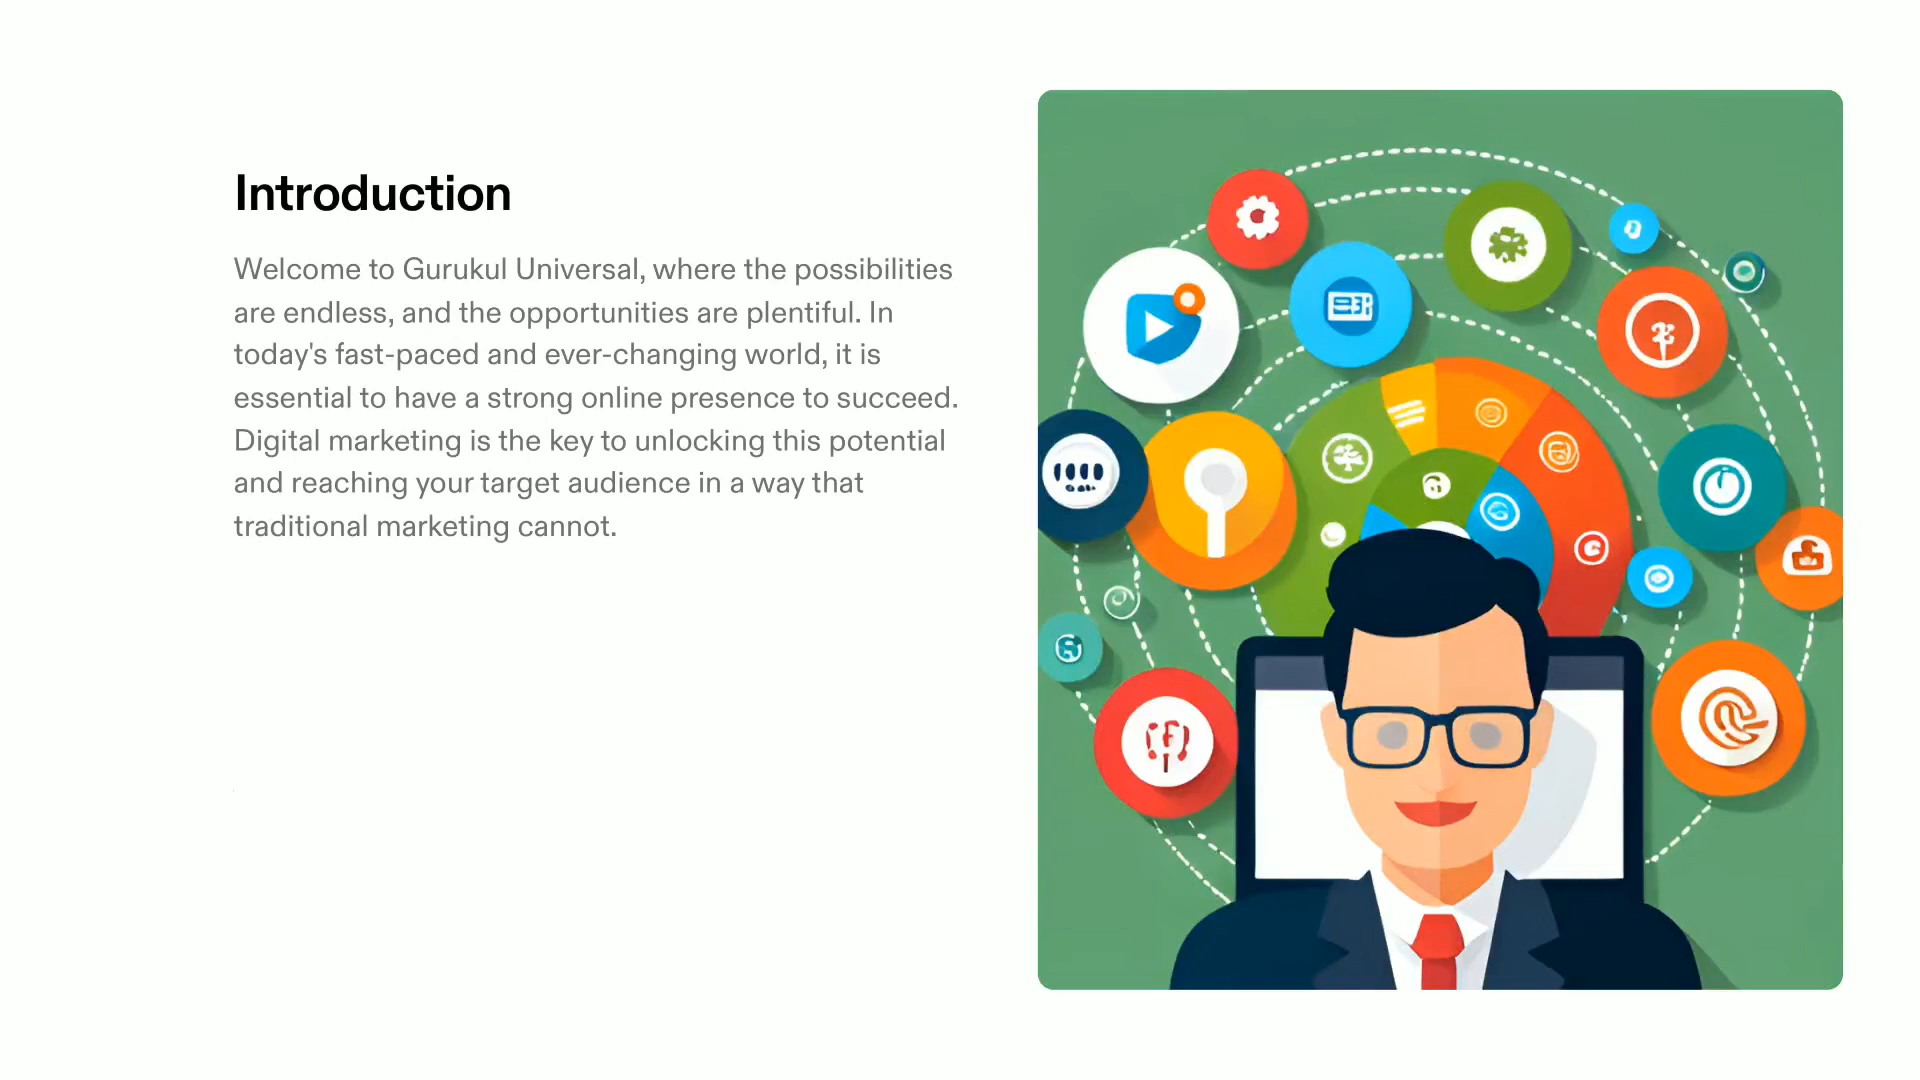 Introduction
Welcome to Gurukul Universal, where the possibilities
are endless, and the opportunities are plentiful. In
today's fast-paced and ever-changing world, it is
essential to have a strong online presence to succeed.
Digital marketing is the key to unlocking this potential
and reaching your target audience in a way that
traditional marketing cannot.